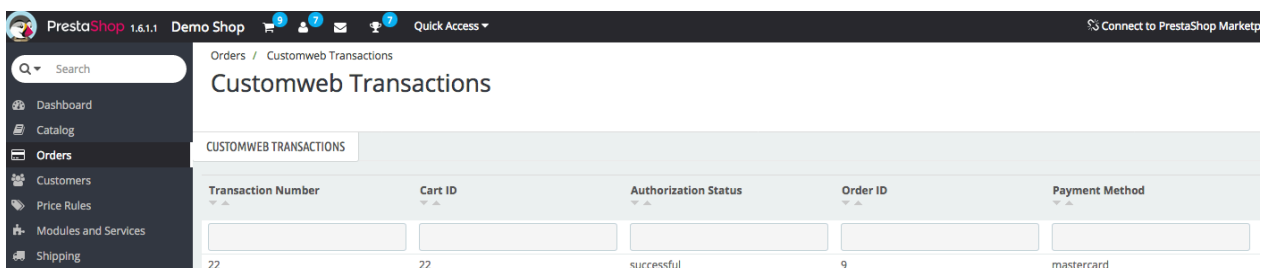 PrestaShop 1.6.1.1 Demo Shop 9 7 7 Quick Access Connect to PrestaShop Marketp
Search
Dashboard
Catalog
Orders
Customers
Price Rules
Modules and Services
Shipping
Orders / Customweb Transactions
Customweb Transactions
CUSTOMWEB TRANSACTIONS
Transaction Number Cart ID Authorization Status Order ID Payment Method
22 22 successful 9 mastercard